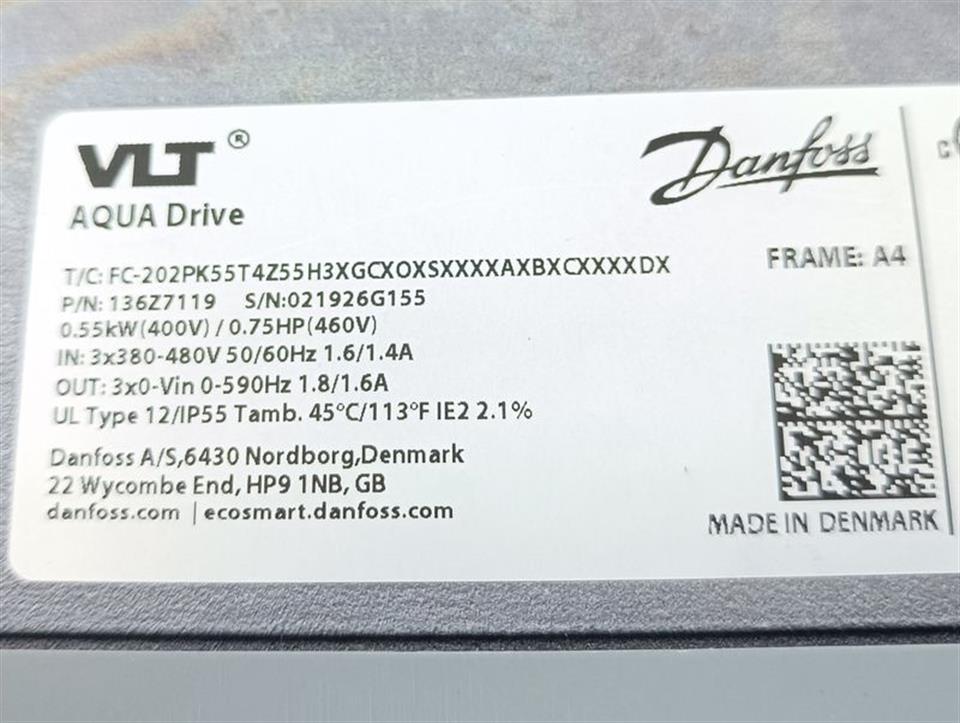 VLT ®
Danfoss
AQUA Drive
T/C: FC-202PK55T4Z55H3XGCXOXSXXXXAXBXCXXXXDX
FRAME: A4
P/N: 136Z7119 S/N:021926G155
0.55kW(400V) / 0.75HP(460V)
IN: 3x380-480V 50/60Hz 1.6/1.4A
OUT: 3x0-Vin 0-590Hz 1.8/1.6A
UL Type 12/IP55 Tamb. 45°C/113°F IE2 2.1%
Danfoss A/S,6430 Nordborg,Denmark
22 Wycombe End, HP9 1NB, GB
danfoss.com | ecosmart.danfoss.com
MADE IN DENMARK